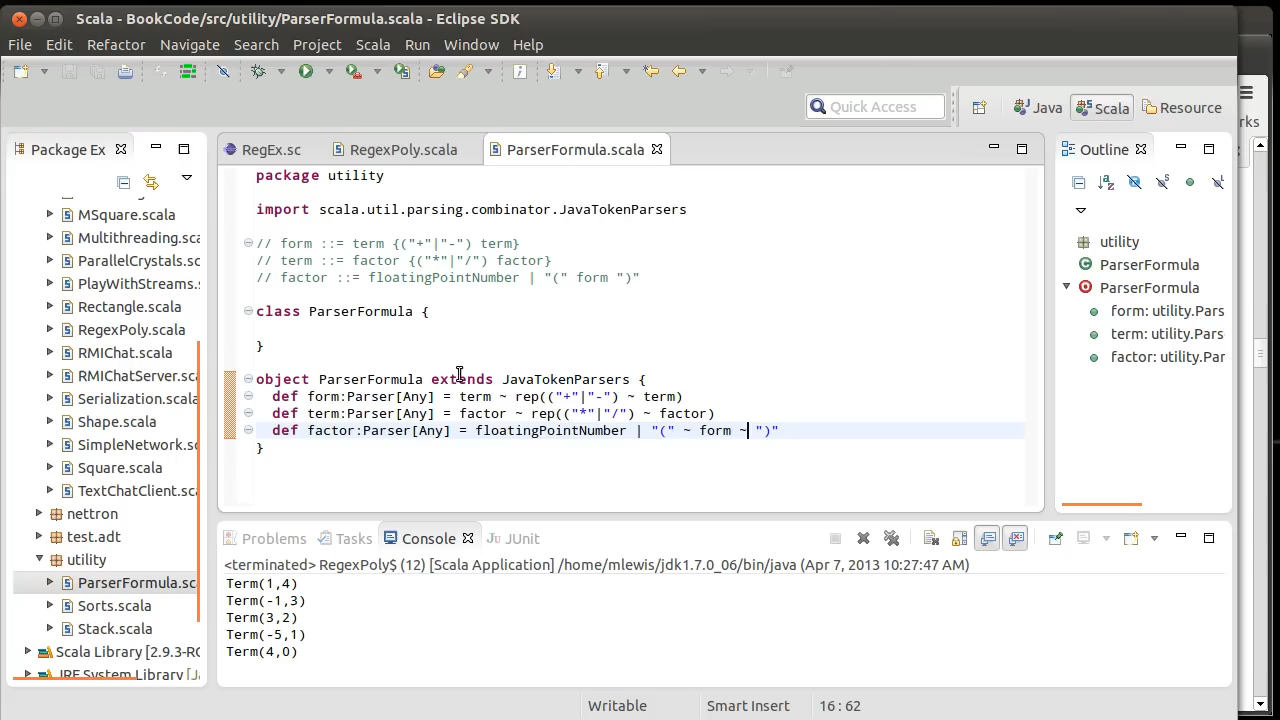 Scala - BookCode/src/utility/ParserFormula.scala - Eclipse SDK
File Edit Refactor Navigate Search Project Scala Run Window Help
Quick Access Java Scala Resource
Package Ex RegEx.sc RegexPoly.scala ParserFormula.scala Outline
MSquare.scala
Multithreading.sca
ParallelCrystals.sc
PlayWithStreams.
Rectangle.scala
RegexPoly.scala
RMIChat.scala
RMIChatServer.sc
Serialization.scala
Shape.scala
SimpleNetwork.sc
Square.scala
TextChatClient.sca
nettron
test.adt
utility
ParserFormula.sc
Sorts.scala
Stack.scala
Scala Library [2.9.3-RC
JRE System Library [Ja
package utility
import scala.util.parsing.combinator.JavaTokenParsers
// form ::= term {("+"|"-") term}
// term ::= factor {("*"|"/") factor}
// factor ::= floatingPointNumber | "(" form ")"
class ParserFormula {
}
object ParserFormula extends JavaTokenParsers {
def form:Parser[Any] = term ~ rep(("+"|"-") ~ term)
def term:Parser[Any] = factor ~ rep(("*"|"/") ~ factor)
def factor:Parser[Any] = floatingPointNumber | "(" ~ form ~ ")"
}
utility
ParserFormula
ParserFormula
form: utility.Pars
term: utility.Pars
factor: utility.Par
rks
Problems Tasks Console JUnit
<terminated> RegexPoly$ (12) [Scala Application] /home/mlewis/jdk1.7.0_06/bin/java (Apr 7, 2013 10:27:47 AM)
Term(1,4)
Term(-1,3)
Term(3,2)
Term(-5,1)
Term(4,0)
Writable Smart Insert 16 : 62